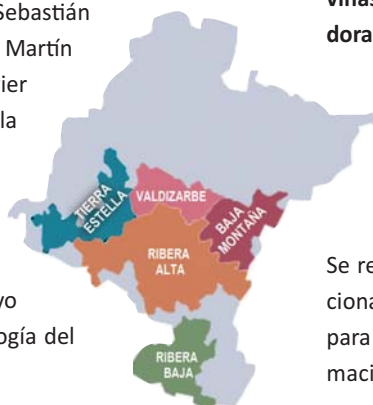 Sebastián
Martín
ier
la
yo
ogía del
TIERRA
ESTELLA
VALDIZARBE
BAJA
MONTAÑA
RIBERA
ALTA
RIBERA
BAJA
viñas
dora
Se re
ciona
para
maci